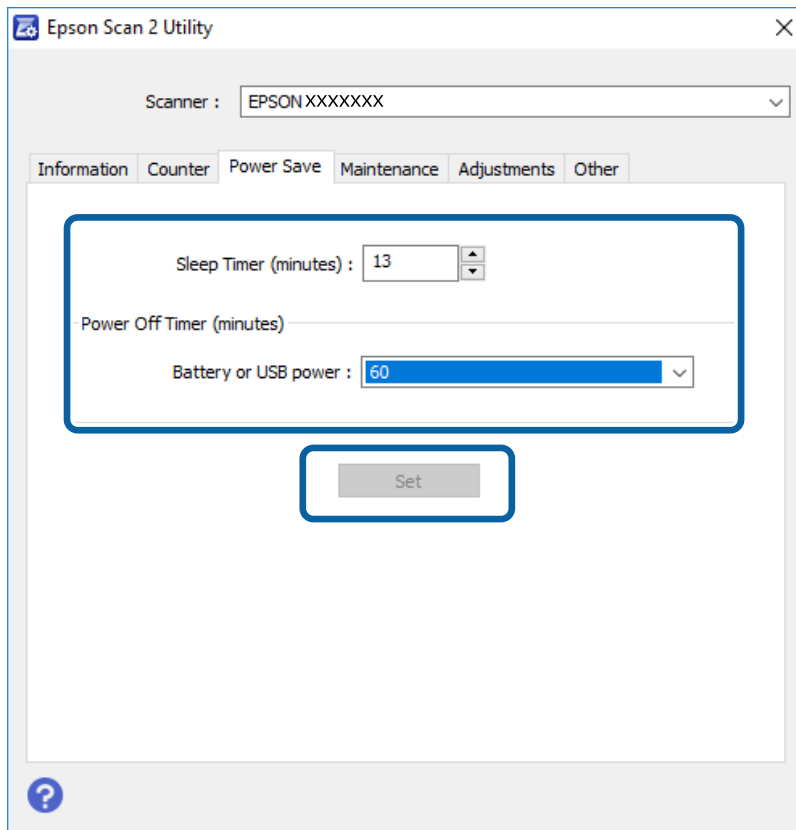 Epson Scan 2 Utility
Scanner : EPSON XXXXXXX
Information Counter Power Save Maintenance Adjustments Other
Sleep Timer (minutes) : 13
Power Off Timer (minutes)
Battery or USB power : 60
Set
?